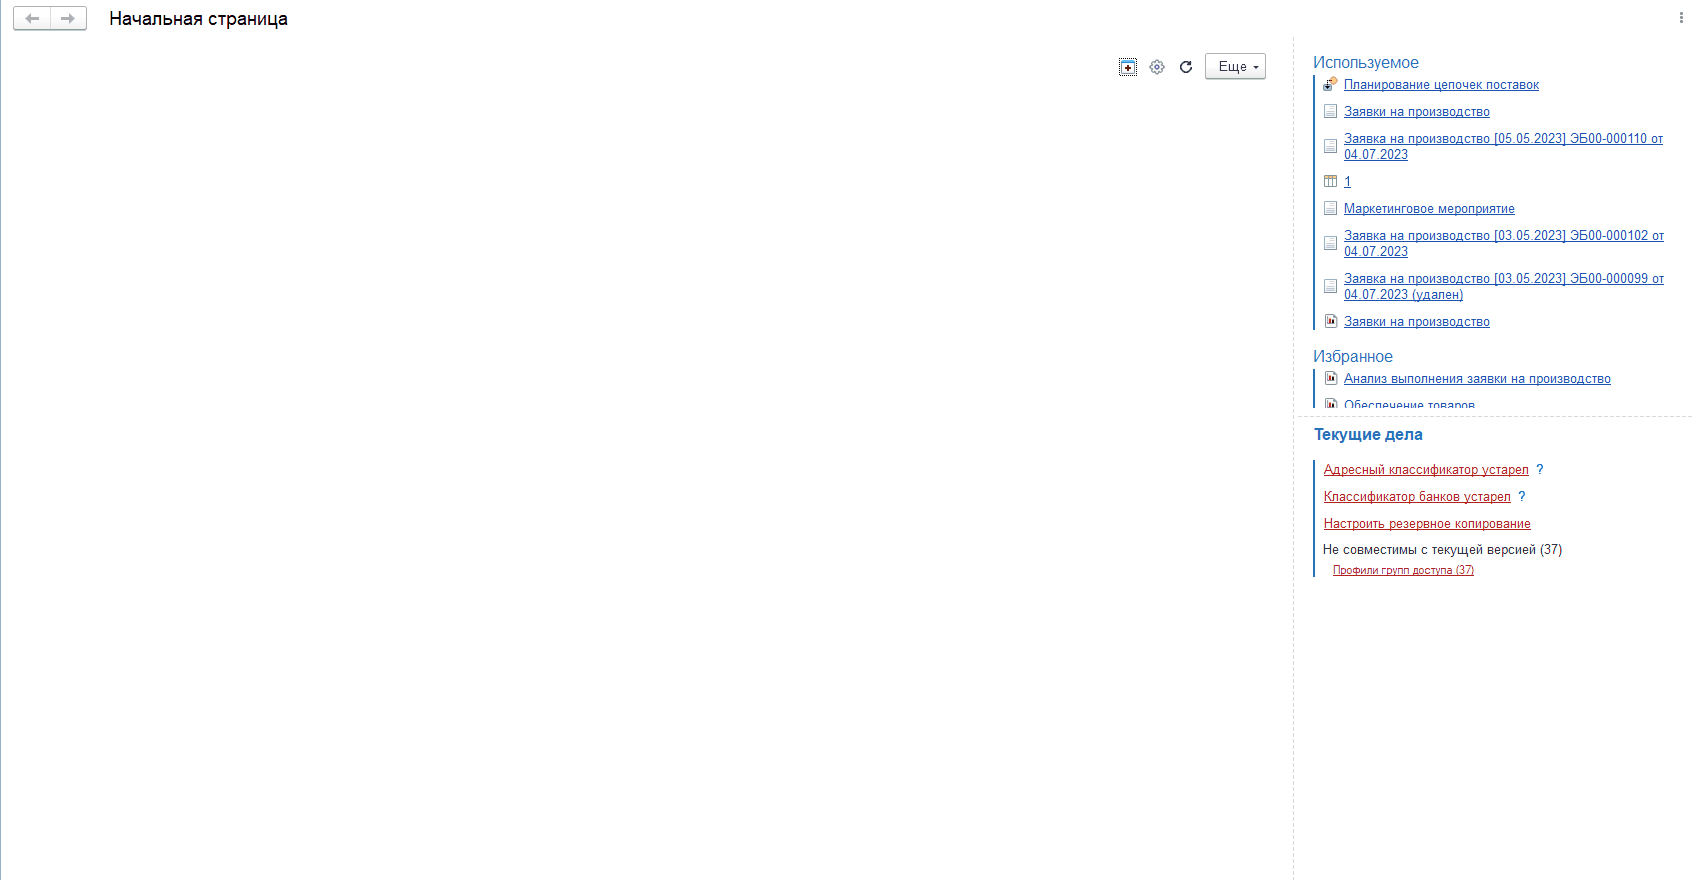 Начальная страница
Еще
Используемое
Планирование цепочек поставок
Заявки на производство
Заявка на производство [05.05.2023] ЭБ00-000110 от
04.07.2023
1
Маркетинговое мероприятие
Заявка на производство [03.05.2023] ЭБ00-000102 от
04.07.2023
Заявка на производство [03.05.2023] ЭБ00-000099 от
04.07.2023 (удален)
Заявки на производство
Избранное
Анализ выполнения заявки на производство
Обеспечение товаров
Текущие дела
Адресный классификатор устарел ?
Классификатор банков устарел ?
Настроить резервное копирование
Не совместимы с текущей версией (37)
Профили групп доступа (37)